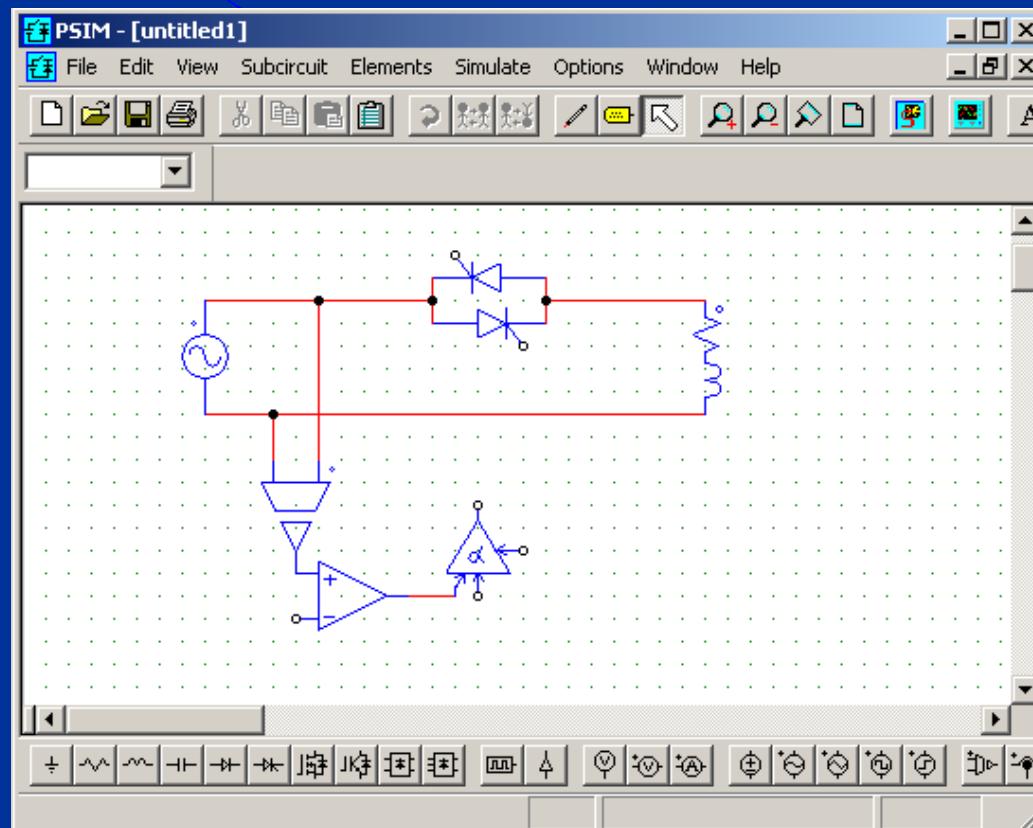 PSIM - [untitled1]
File Edit View Subcircuit Elements Simulate Options Window Help
A
α
+
−